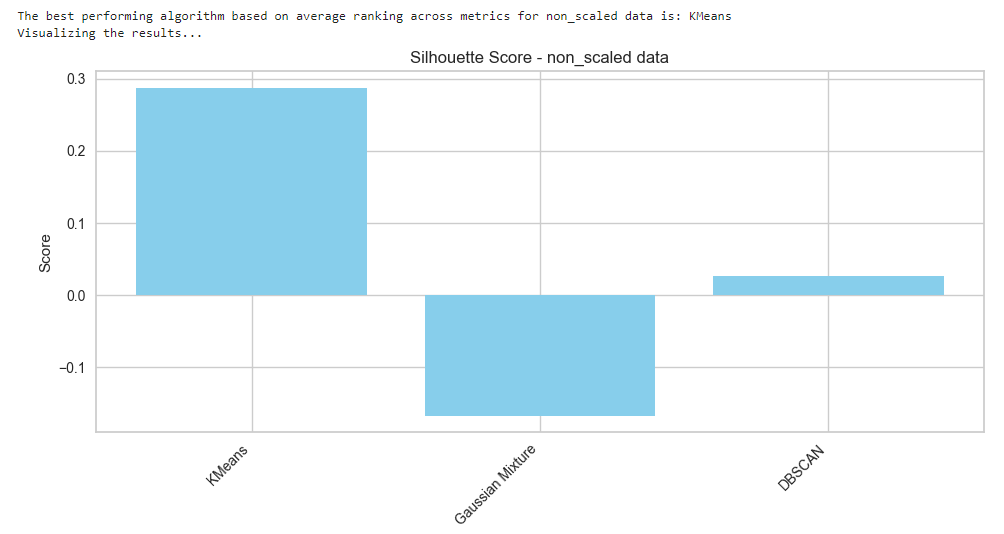 The best performing algorithm based on average ranking across metrics for non_scaled data is: KMeans
Visualizing the results...
Silhouette Score - non_scaled data
0.3
0.2
0.1
0.0
−0.1
Score
KMeans
Gaussian Mixture
DBSCAN